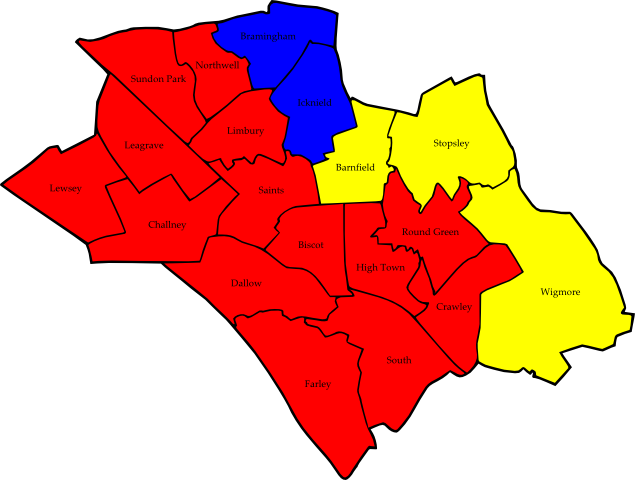 Bramingham
Northwell
Sundon Park
Icknield
Limbury
Stopsley
Leagrave
Barnfield
Lewsey
Saints
Challney
Round Green
Biscot
High Town
Dallow
Wigmore
Crawley
South
Farley